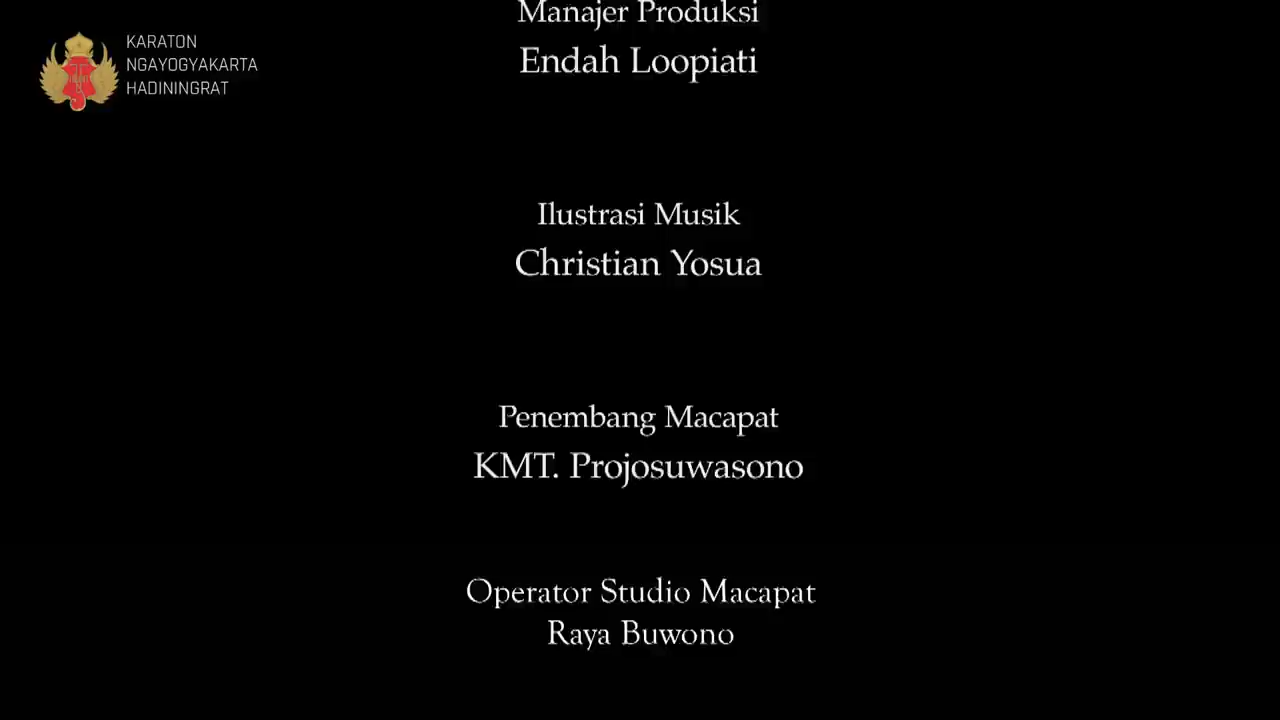 KARATON
NGAYOGYAKARTA
HADININGRAT
Manajer Produksi
Endah Loopiati
Ilustrasi Musik
Christian Yosua
Penembang Macapat
KMT. Projosuwasono
Operator Studio Macapat
Raya Buwono